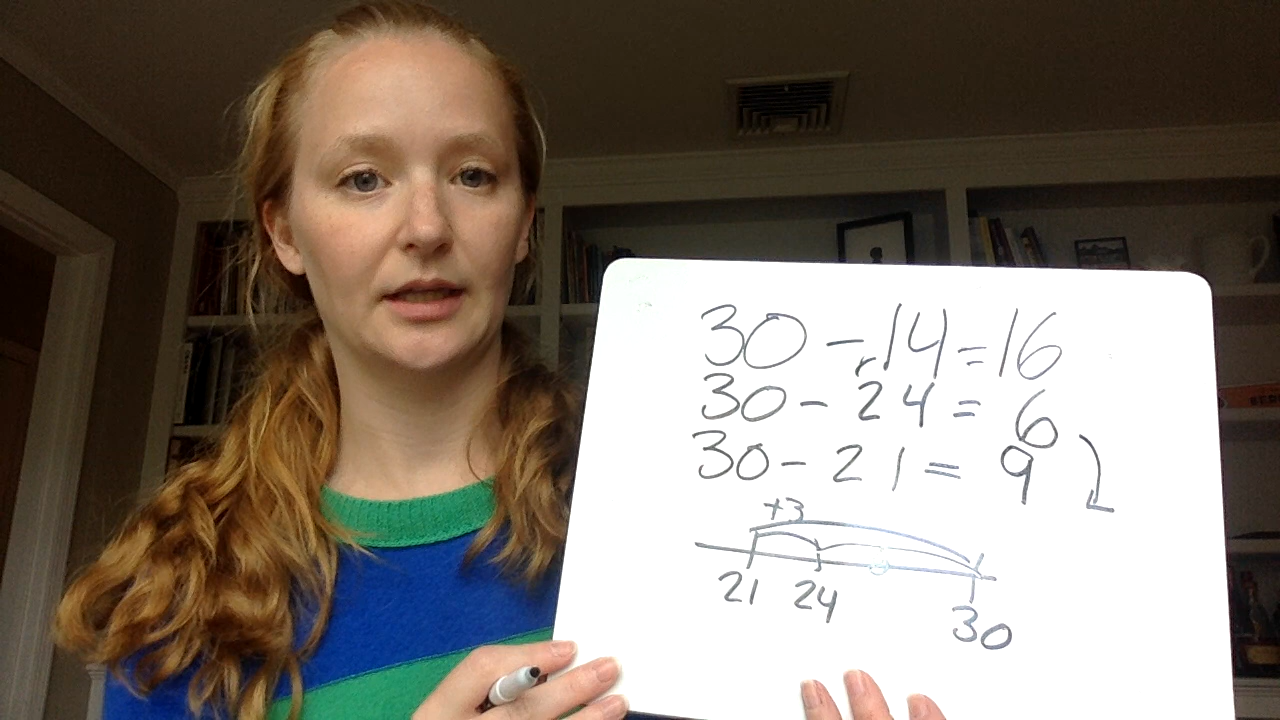 30 - 14 = 16
30 - 24 = 6
30 - 21 = 9
+3
21 24 30